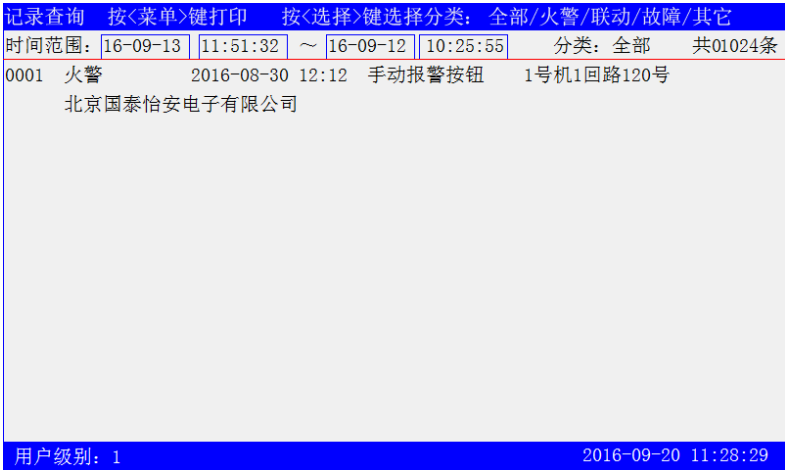 记录查询 按<菜单>键打印 按<选择>键选择分类: 全部/火警/联动/故障/其它
时间范围: 16-09-13 11:51:32 ～ 16-09-12 10:25:55 分类: 全部 共01024条
0001 火警 2016-08-30 12:12 手动报警按钮 1号机1回路120号
北京国泰怡安电子有限公司
用户级别: 1 2016-09-20 11:28:29